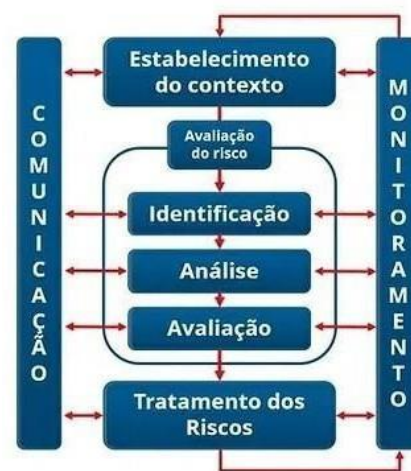 Estabelecimento
do contexto
Avaliação
do risco
Identificação
Análise
Avaliação
Tratamento dos
Riscos
COMUNICAÇÃO
MONITORAMENTO